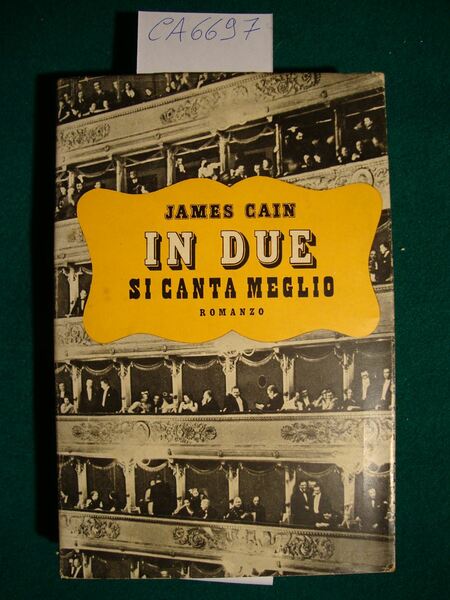 CA6697
JAMES CAIN
IN DUE
SI CANTA MEGLIO
ROMANZO